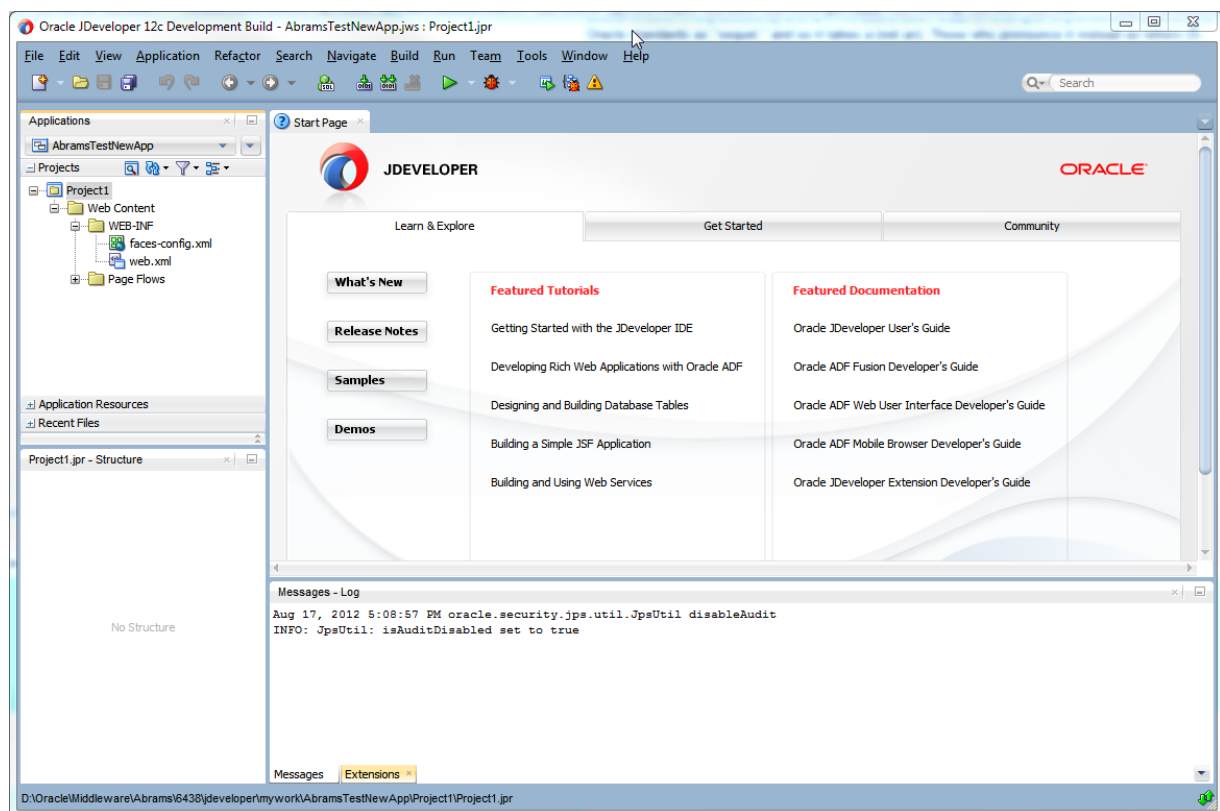 Oracle JDeveloper 12c Development Build - AbramsTestNewApp.jws : Project1.jpr
File Edit View Application Refactor Search Navigate Build Run Team Tools Window Help
Search
Applications
AbramsTestNewApp
Projects
Project1
Web Content
WEB-INF
faces-config.xml
web.xml
Page Flows
Application Resources
Recent Files
Project1.jpr - Structure
No Structure
Start Page
JDEVELOPER
ORACLE
Learn & Explore
Get Started
Community
What's New
Release Notes
Samples
Demos
Featured Tutorials
Getting Started with the JDeveloper IDE
Developing Rich Web Applications with Oracle ADF
Designing and Building Database Tables
Building a Simple JSF Application
Building and Using Web Services
Featured Documentation
Oracle JDeveloper User's Guide
Oracle ADF Fusion Developer's Guide
Oracle ADF Web User Interface Developer's Guide
Oracle ADF Mobile Browser Developer's Guide
Oracle JDeveloper Extension Developer's Guide
Messages - Log
Aug 17, 2012 5:08:57 PM oracle.security.jps.util.JpsUtil disableAudit
INFO: JpsUtil: isAuditDisabled set to true
Messages Extensions
D:\Oracle\Middleware\Abrams\6438\jdeveloper\mywork\AbramsTestNewApp\Project1\Project1.jpr